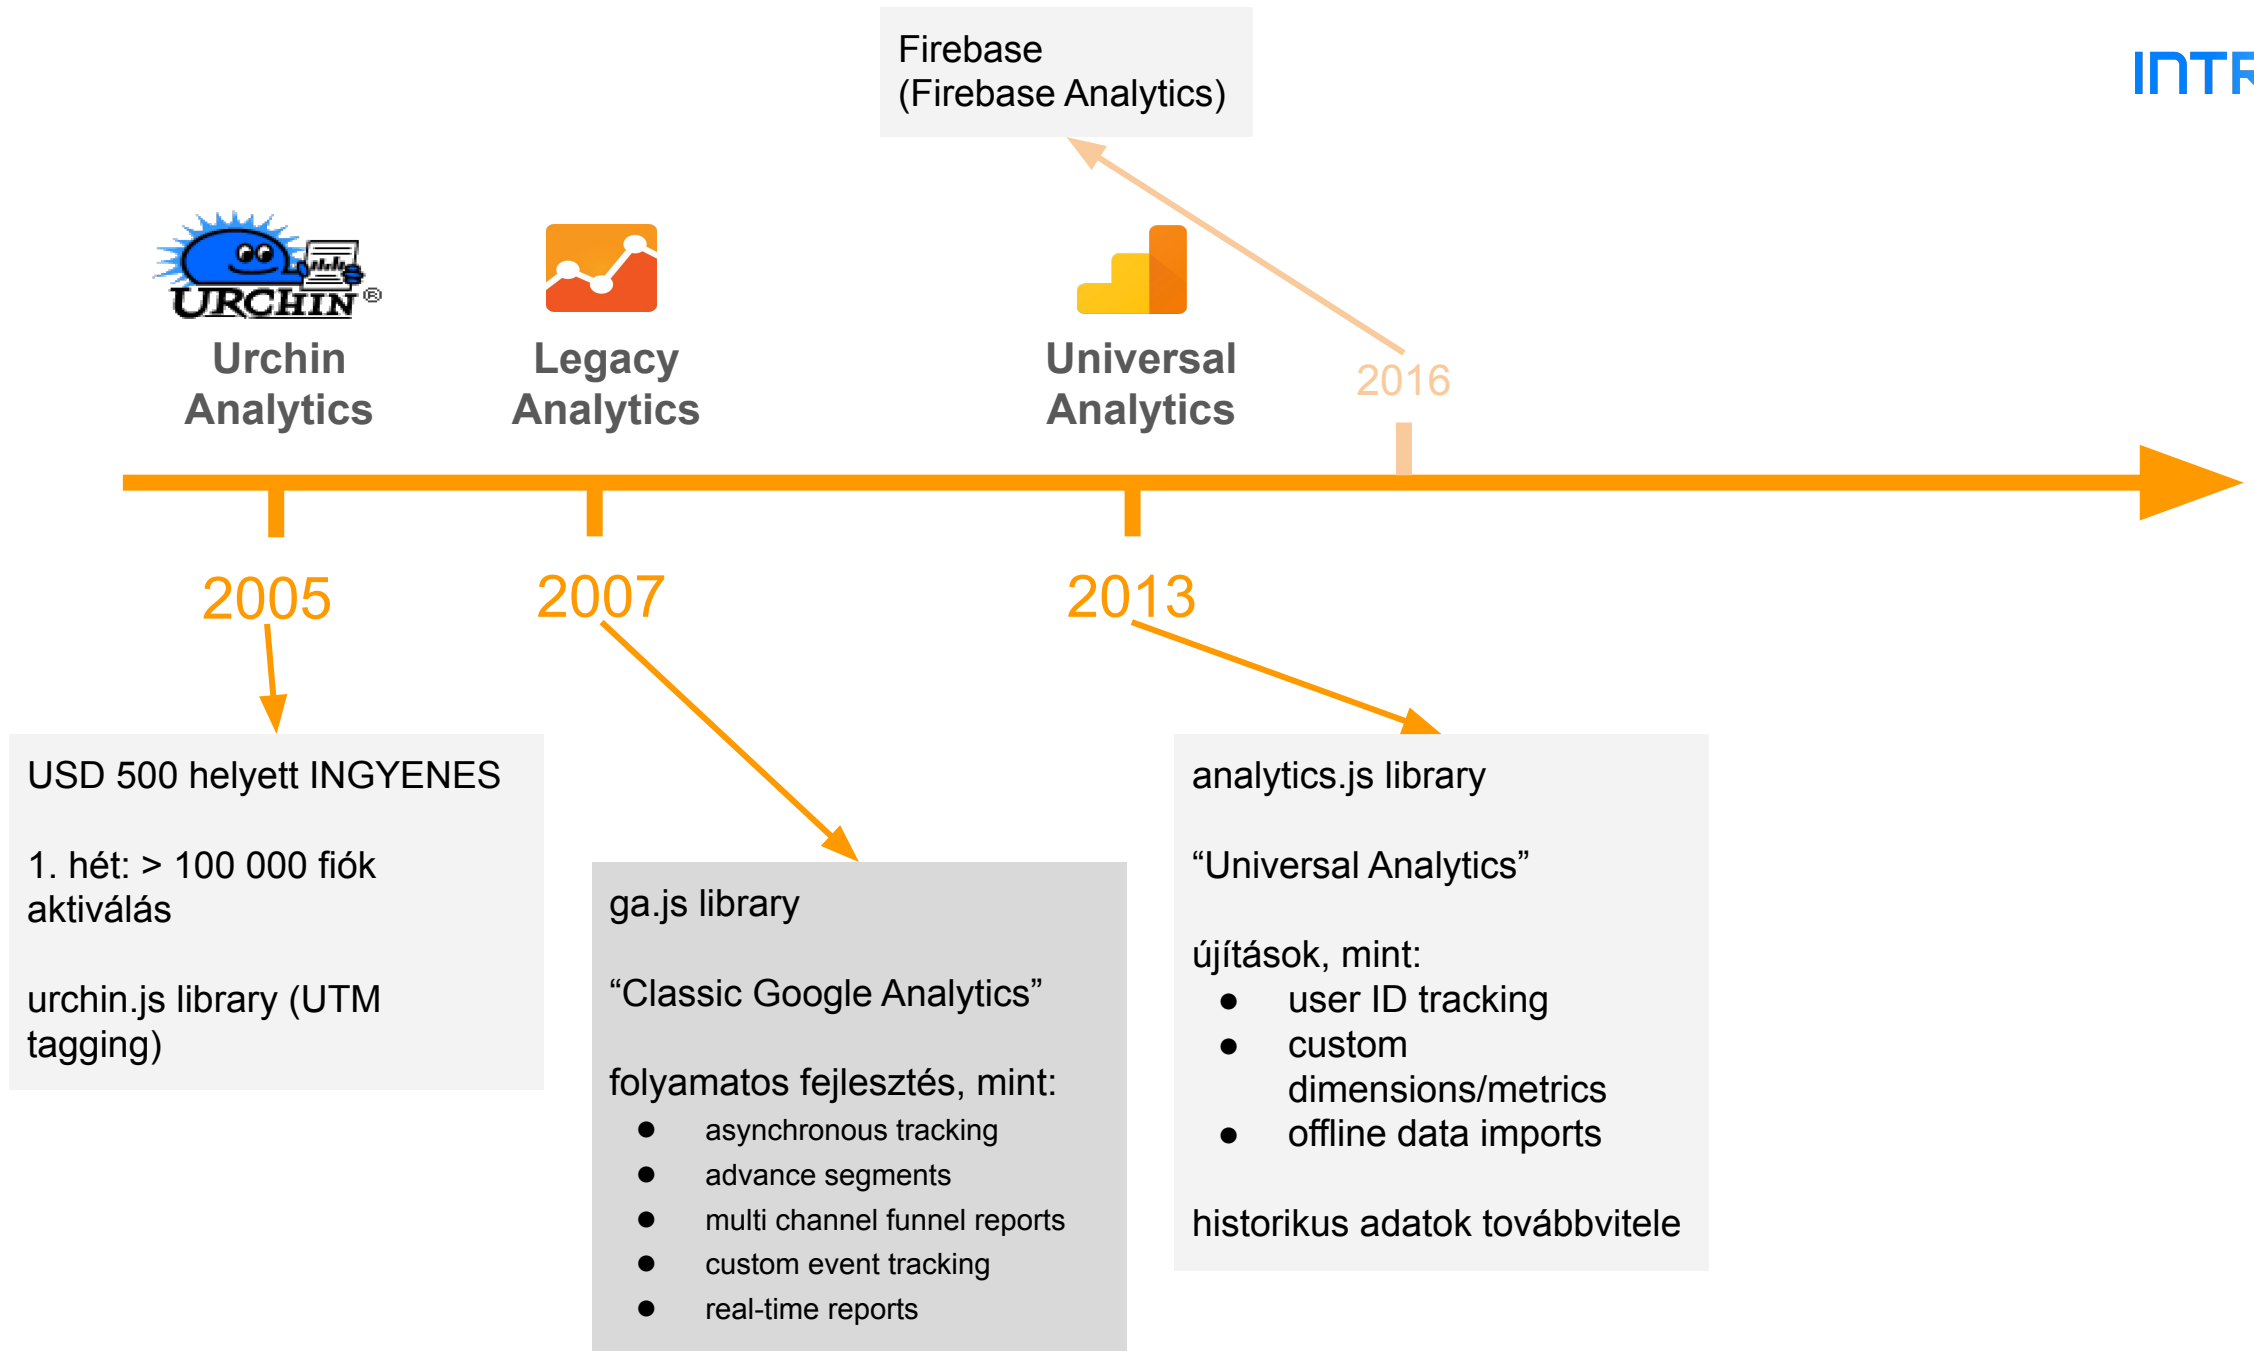 Firebase
(Firebase Analytics)
INTR
URCHIN®
Urchin
Analytics
Legacy
Analytics
Universal
Analytics
2016
2005
2007
2013
USD 500 helyett INGYENES
1. hét: > 100 000 fiók
aktiválás
urchin.js library (UTM
tagging)
ga.js library
“Classic Google Analytics”
folyamatos fejlesztés, mint:
● asynchronous tracking
● advance segments
● multi channel funnel reports
● custom event tracking
● real-time reports
analytics.js library
“Universal Analytics”
újítások, mint:
● user ID tracking
● custom
dimensions/metrics
● offline data imports
historikus adatok továbbvitele